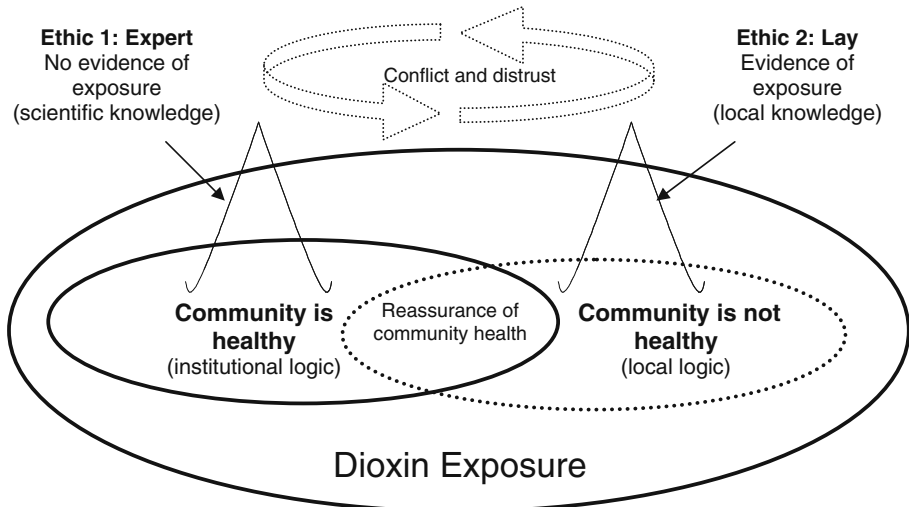 Ethic 1: Expert
No evidence of
exposure
(scientific knowledge)
Conflict and distrust
Ethic 2: Lay
Evidence of
exposure
(local knowledge)
Community is
healthy
(institutional logic)
Reassurance of
community health
Community is not
healthy
(local logic)
Dioxin Exposure